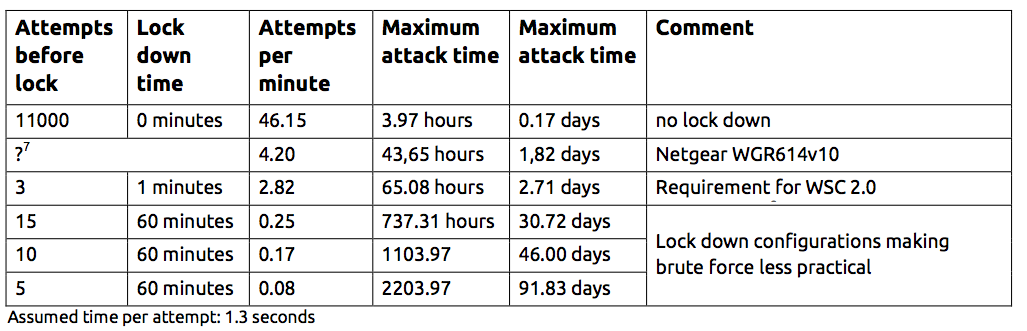 Attempts before lock Lock down time Attempts per minute Maximum attack time Maximum attack time Comment
11000 0 minutes 46.15 3.97 hours 0.17 days no lock down
?7 4.20 43,65 hours 1,82 days Netgear WGR614v10
3 1 minutes 2.82 65.08 hours 2.71 days Requirement for WSC 2.0
15 60 minutes 0.25 737.31 hours 30.72 days Lock down configurations making
10 60 minutes 0.17 1103.97 46.00 days brute force less practical
5 60 minutes 0.08 2203.97 91.83 days
Assumed time per attempt: 1.3 seconds